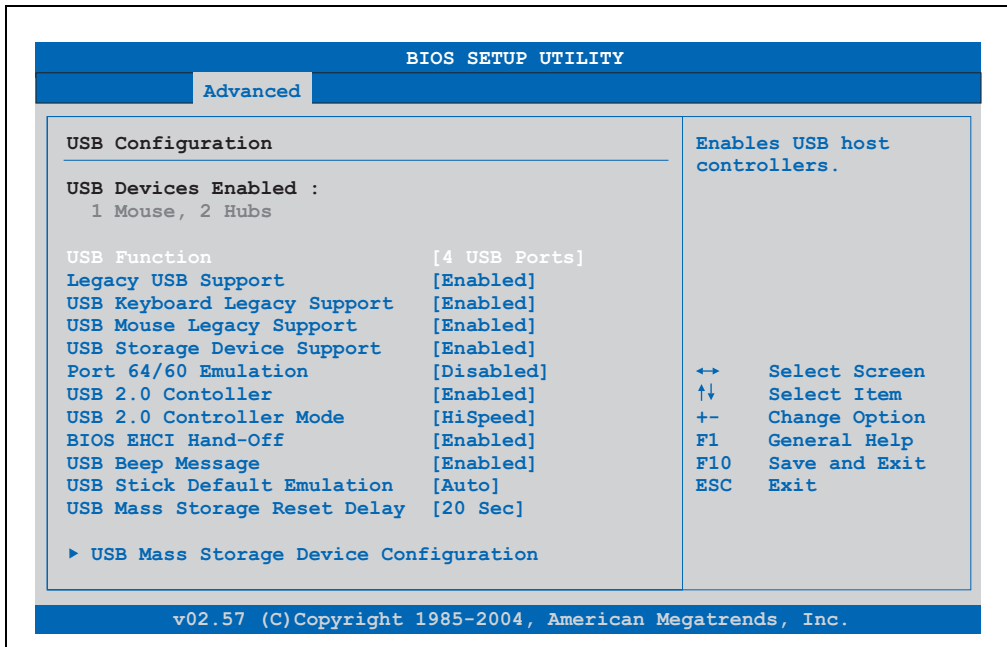 BIOS SETUP UTILITY
Advanced
USB Configuration
USB Devices Enabled :
1 Mouse, 2 Hubs
USB Function [4 USB Ports]
Legacy USB Support [Enabled]
USB Keyboard Legacy Support [Enabled]
USB Mouse Legacy Support [Enabled]
USB Storage Device Support [Enabled]
Port 64/60 Emulation [Disabled]
USB 2.0 Contoller [Enabled]
USB 2.0 Controller Mode [HiSpeed]
BIOS EHCI Hand-Off [Enabled]
USB Beep Message [Enabled]
USB Stick Default Emulation [Auto]
USB Mass Storage Reset Delay [20 Sec]
► USB Mass Storage Device Configuration
Enables USB host
controllers.
↔ Select Screen
↑↓ Select Item
+- Change Option
F1 General Help
F10 Save and Exit
ESC Exit
v02.57 (C)Copyright 1985-2004, American Megatrends, Inc.